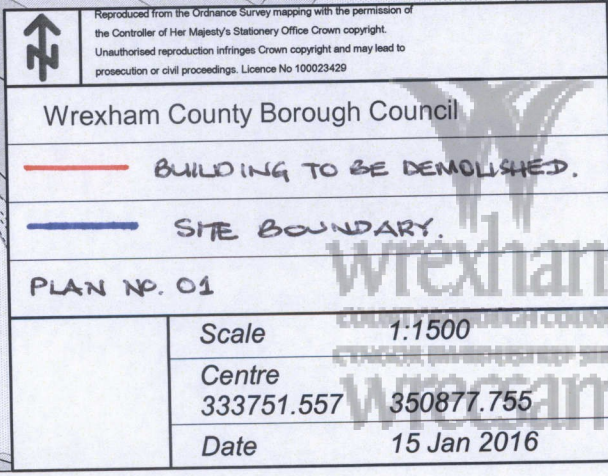 Reproduced from the Ordnance Survey mapping with the permission of
the Controller of Her Majesty's Stationery Office Crown copyright.
Unauthorised reproduction infringes Crown copyright and may lead to
prosecution or civil proceedings. Licence No 100023429
N
Wrexham County Borough Council
BUILDING TO BE DEMOLISHED.
SITE BOUNDARY.
wrexham
PLAN NO. 01
COUNTY BOROUGH COUNCIL
Scale 1:1500
Centre
333751.557 350877.755
wrecsam
Date 15 Jan 2016